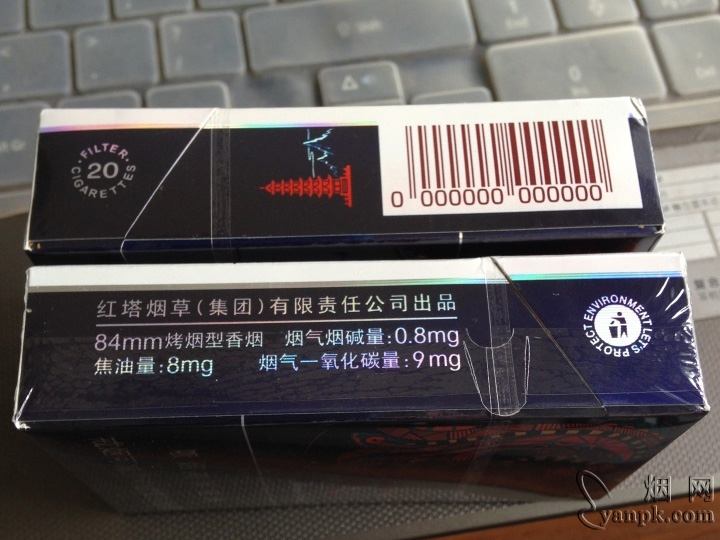 ·FILTER·
20
CIGARETTES
0 000000 000000
红塔烟草(集团)有限责任公司出品
84mm烤烟型香烟 烟气烟碱量:0.8mg
焦油量:8mg 烟气一氧化碳量:9mg
PROTECT ENVIRONMENT LET'S
烟网
yanpk.com